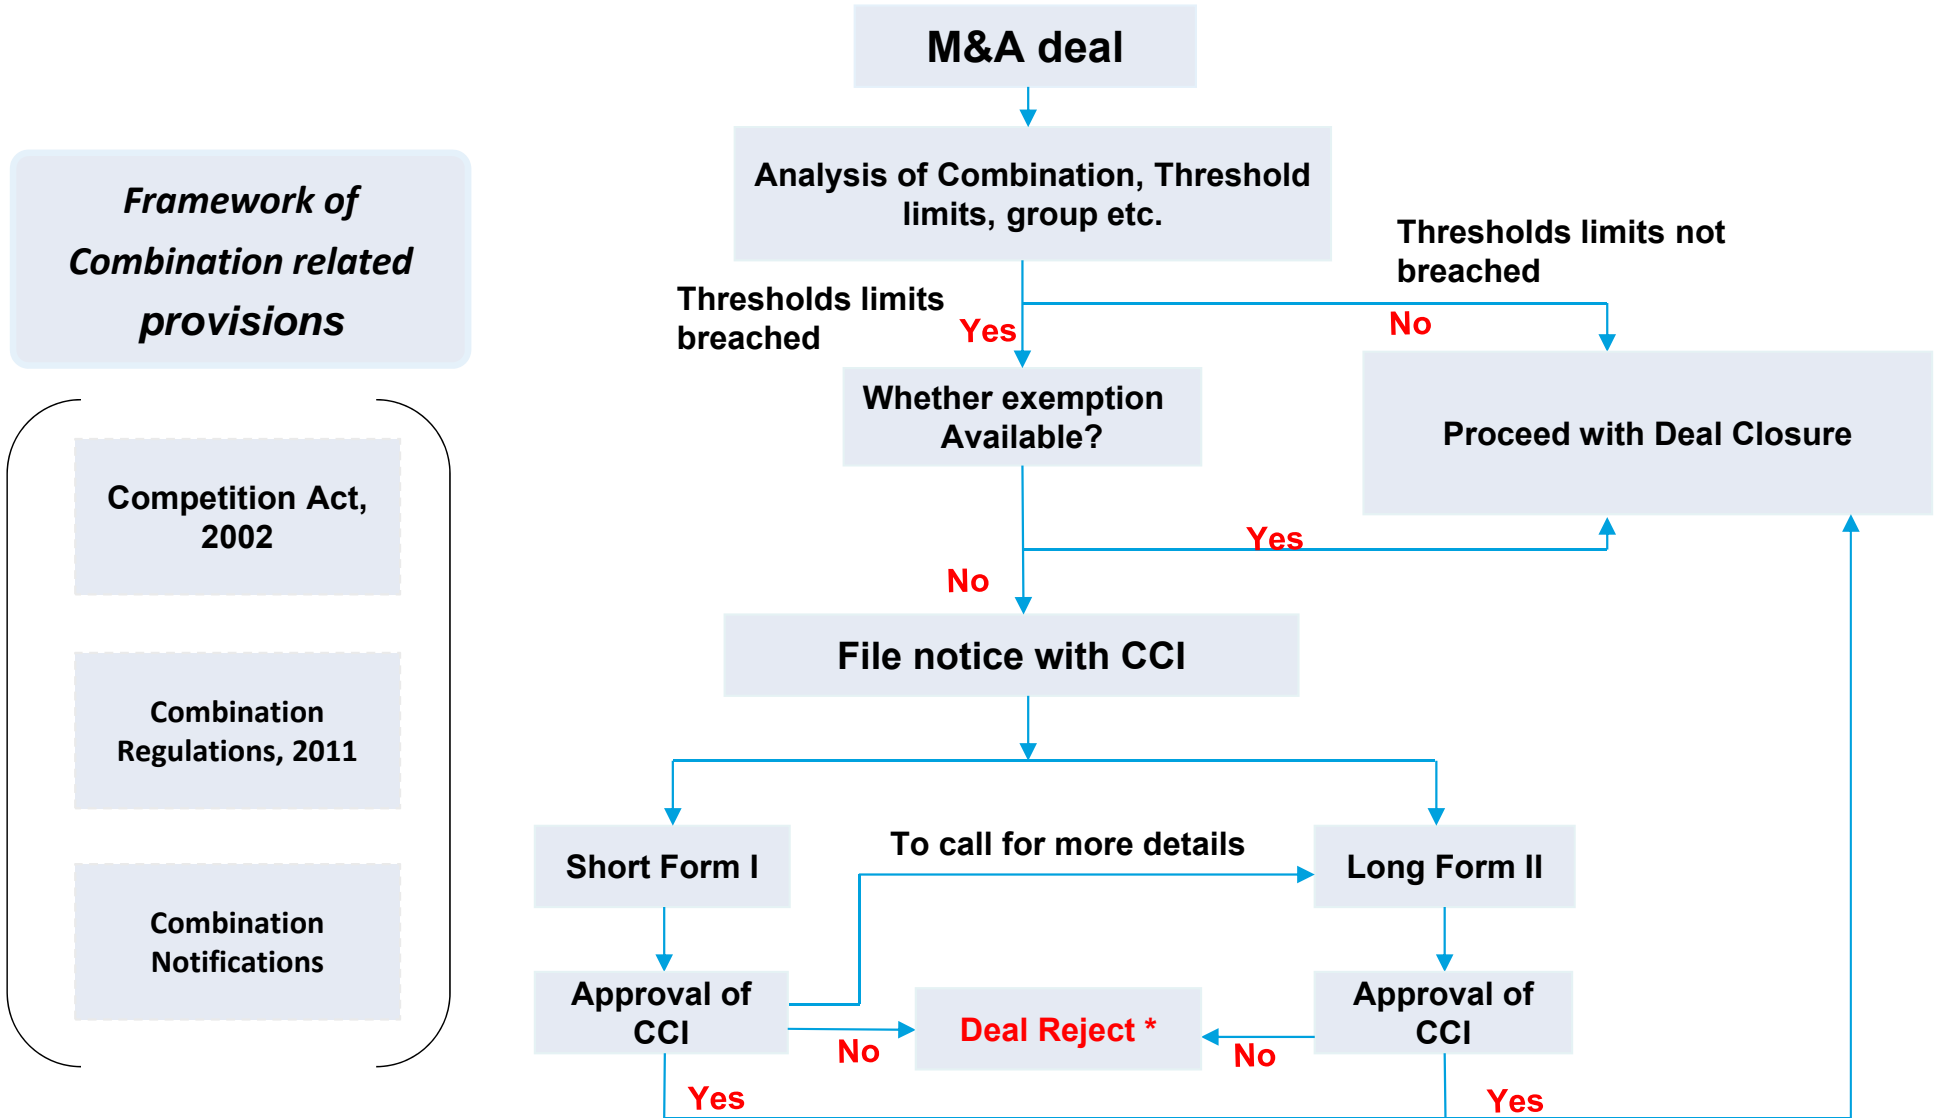 M&A deal
Analysis of Combination, Threshold
limits, group etc.
Framework of
Combination related
provisions
Thresholds limits not
breached
Thresholds limits
breached
Yes
No
Whether exemption
Available?
Proceed with Deal Closure
Competition Act,
2002
Yes
No
File notice with CCI
Combination
Regulations, 2011
To call for more details
Short Form I
Long Form II
Combination
Notifications
Approval of
CCI
Deal Reject *
Approval of
CCI
No
No
Yes
Yes